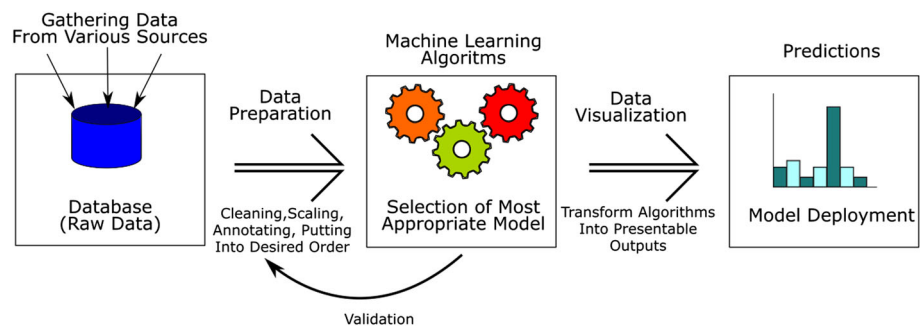 Gathering Data
From Various Sources
Database
(Raw Data)
Data
Preparation
Cleaning,Scaling,
Annotating, Putting
Into Desired Order
Machine Learning
Algoritms
Selection of Most
Appropriate Model
Validation
Data
Visualization
Transform Algorithms
Into Presentable
Outputs
Predictions
Model Deployment